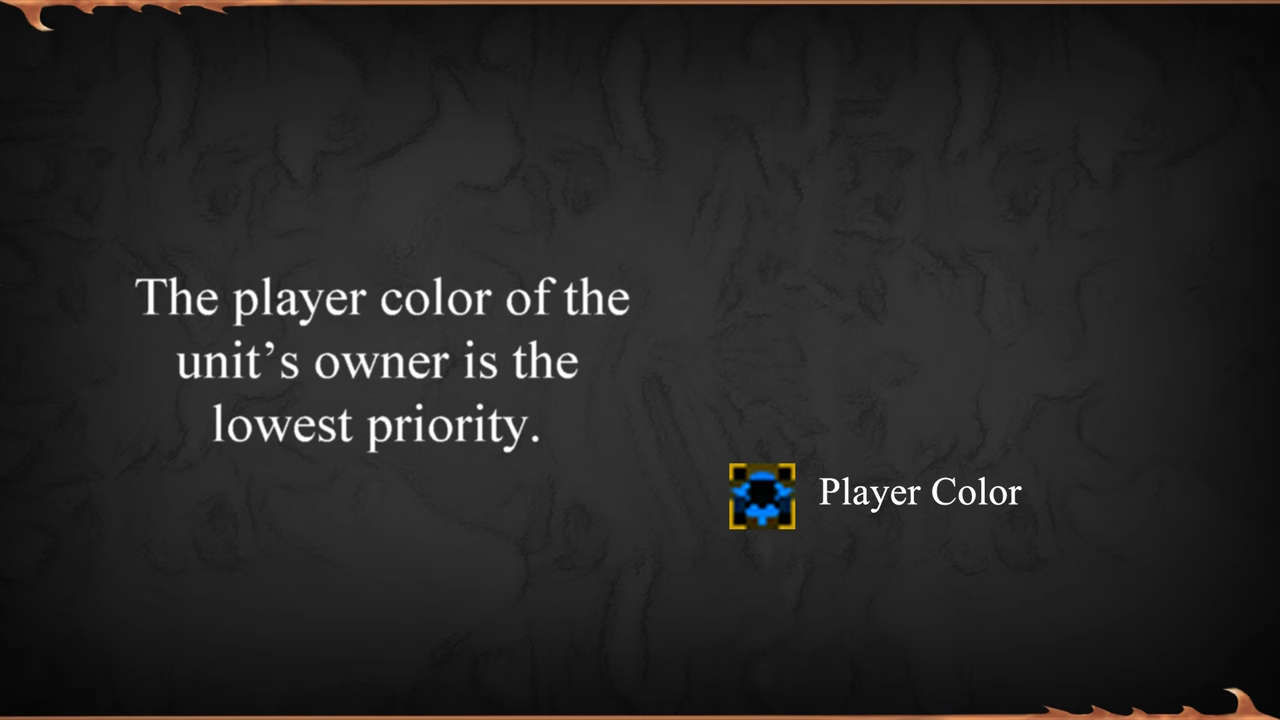 The player color of the
unit’s owner is the
lowest priority.
Player Color